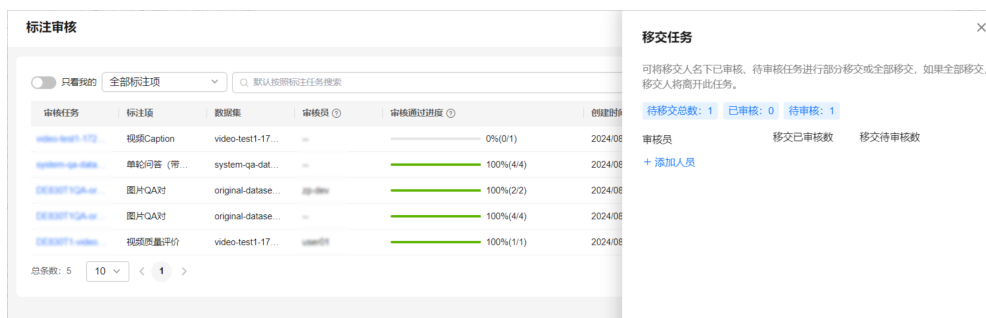 标注审核
只看我的 全部标注项 默认按照标注任务搜索
审核任务 标注项 数据集 审核员 审核通过进度 创建时
视频Caption video-test1-17... -- 0%(0/1) 2024/08
单轮问答（带... system-qa-dat... -- 100%(4/4) 2024/08
图片QA对 original-datase... 100%(2/2) 2024/08
图片QA对 original-datase... -- 100%(4/4) 2024/08
视频质量评价 video-test1-17... user01 100%(1/1) 2024/08
总条数：5 10 < 1 >
移交任务
可将移交人名下已审核，待审核任务进行部分移交或全部移交，如果全部移交，
移交人将离开此任务。
待移交总数：1 已审核：0 待审核：1
审核员 移交已审核数 移交待审核数
+ 添加人员